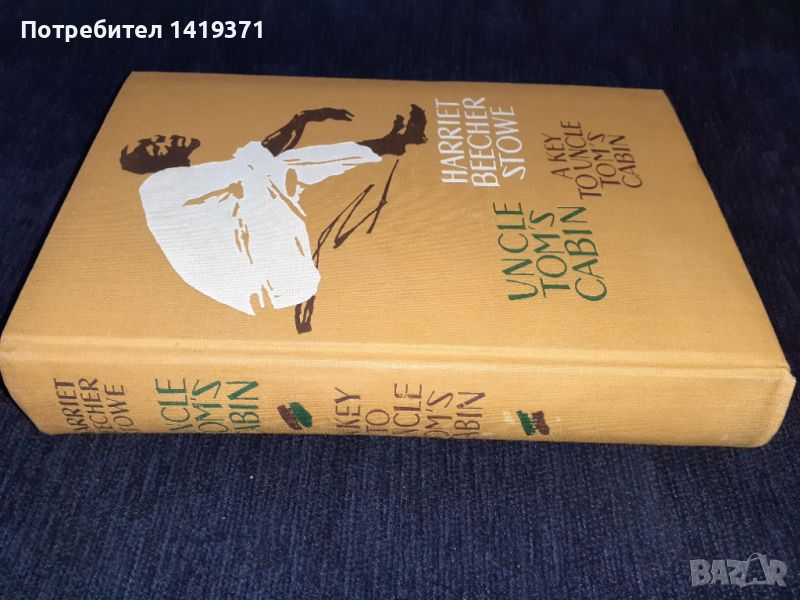 Потребител 1419371
HARRIET
BEECHER
STOWE
UNCLE
TOM'S
CABIN
A KEY
TO UNCLE
TOM'S
CABIN
HARRIET
BEECHER
STOWE
UNCLE
TOM'S
CABIN
A KEY
TO
UNCLE
TOM'S
CABIN
BAZAR